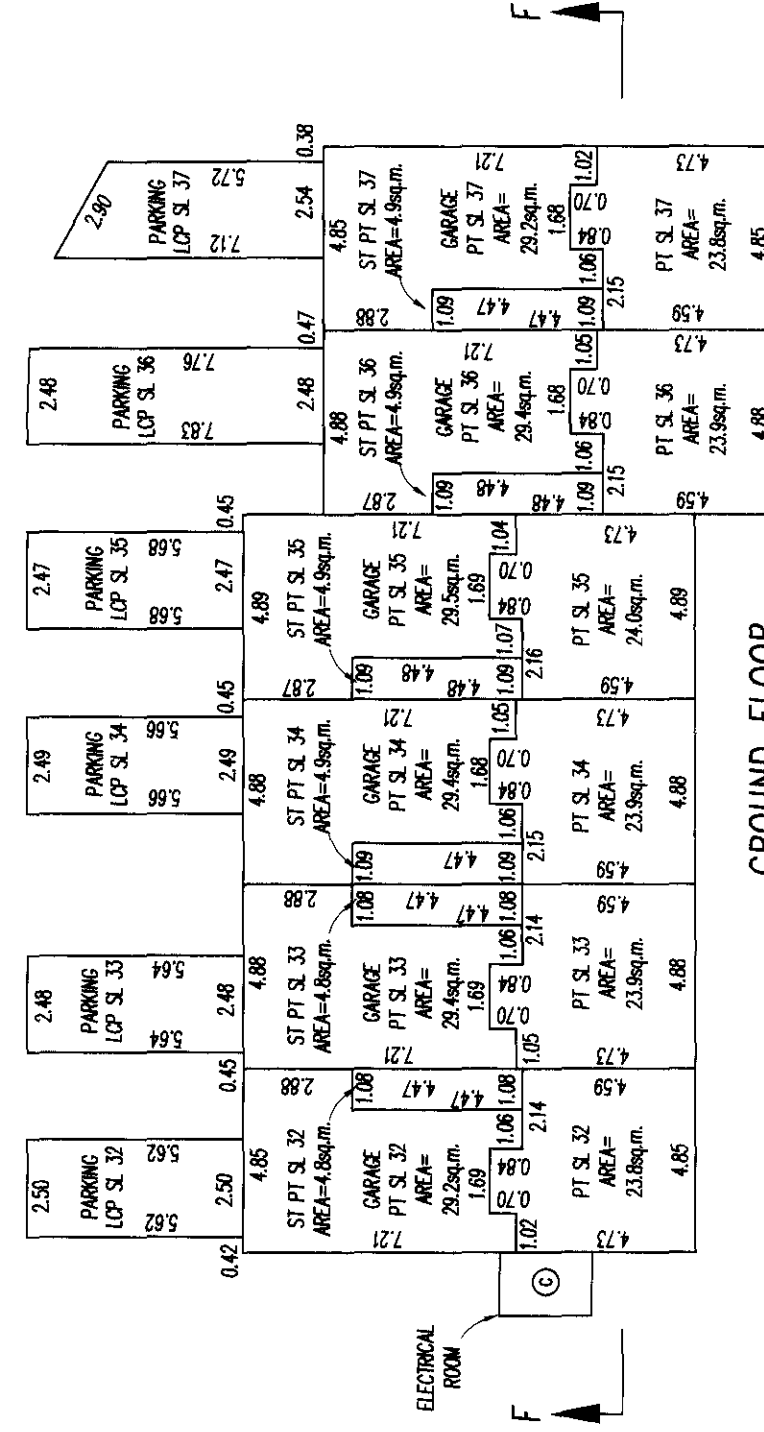 F
2.50
PARKING
LCP SL 32
5.62
5.62
2.50
0.42
4.85
ST PT SL 32
AREA=4.8sq.m.
2.88
1.08
4.47
4.47
1.08
GARAGE
PT SL 32
AREA=
29.2sq.m.
7.21
1.69
0.70
0.84
1.06
1.02
2.14
PT SL 32
AREA=
23.8sq.m.
4.73
4.59
4.85
ELECTRICAL
ROOM
C
2.48
PARKING
LCP SL 33
5.64
5.64
2.48
0.45
4.88
ST PT SL 33
AREA=4.8sq.m.
2.88
1.08
4.47
4.47
1.08
GARAGE
PT SL 33
AREA=
29.4sq.m.
7.21
1.69
0.70
0.84
1.06
1.05
2.14
PT SL 33
AREA=
23.9sq.m.
4.73
4.59
4.88
2.49
PARKING
LCP SL 34
5.66
5.66
2.49
0.45
4.88
ST PT SL 34
AREA=4.9sq.m.
1.09
4.47
1.09
GARAGE
PT SL 34
AREA=
29.4sq.m.
7.21
1.68
0.84
0.70
1.06
1.05
2.15
PT SL 34
AREA=
23.9sq.m.
4.59
4.73
4.88
2.47
PARKING
LCP SL 35
5.68
5.68
2.47
0.45
4.89
ST PT SL 35
AREA=4.9sq.m.
2.87
1.09
4.48
4.48
1.09
GARAGE
PT SL 35
AREA=
29.5sq.m.
7.21
1.69
0.84
0.70
1.07
1.04
2.16
PT SL 35
AREA=
24.0sq.m.
4.59
4.73
4.89
2.48
PARKING
LCP SL 36
7.83
7.76
2.48
0.47
4.88
ST PT SL 36
AREA=4.9sq.m.
2.87
1.09
4.48
4.48
1.09
GARAGE
PT SL 36
AREA=
29.4sq.m.
7.21
1.68
0.84
0.70
1.06
1.05
2.15
PT SL 36
AREA=
23.9sq.m.
4.59
4.73
4.88
2.90
PARKING
LCP SL 37
7.12
5.72
2.54
0.38
4.85
ST PT SL 37
AREA=4.9sq.m.
2.88
1.09
4.47
4.47
1.09
GARAGE
PT SL 37
AREA=
29.2sq.m.
7.21
1.68
0.84
0.70
1.06
1.02
2.15
PT SL 37
AREA=
23.8sq.m.
4.59
4.73
4.85
F
GROUND FLOOR